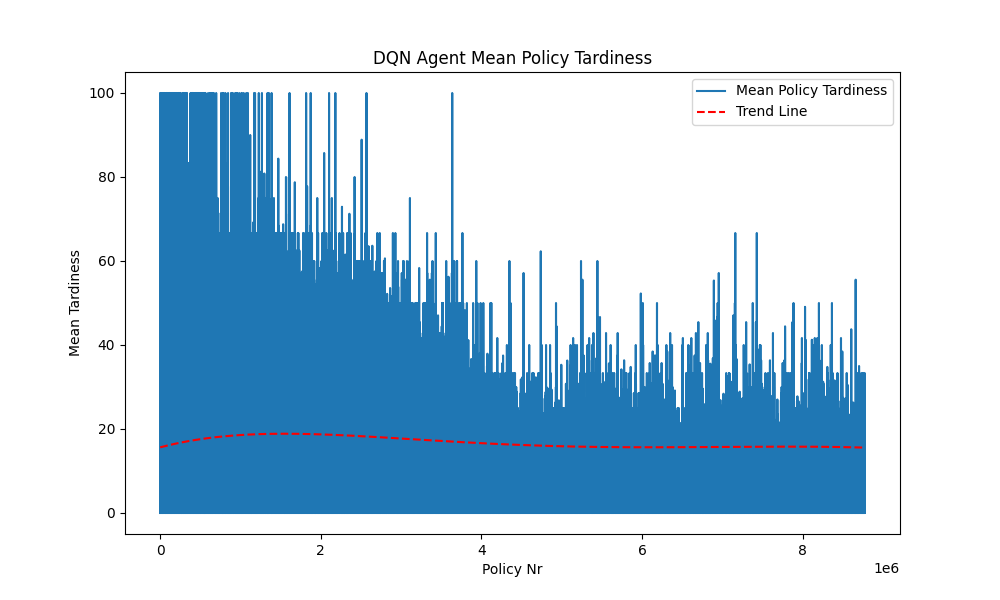 DQN Agent Mean Policy Tardiness
Mean Policy Tardiness
Trend Line
100
80
60
40
20
0
Mean Tardiness
0 2 4 6 8
1e6
Policy Nr